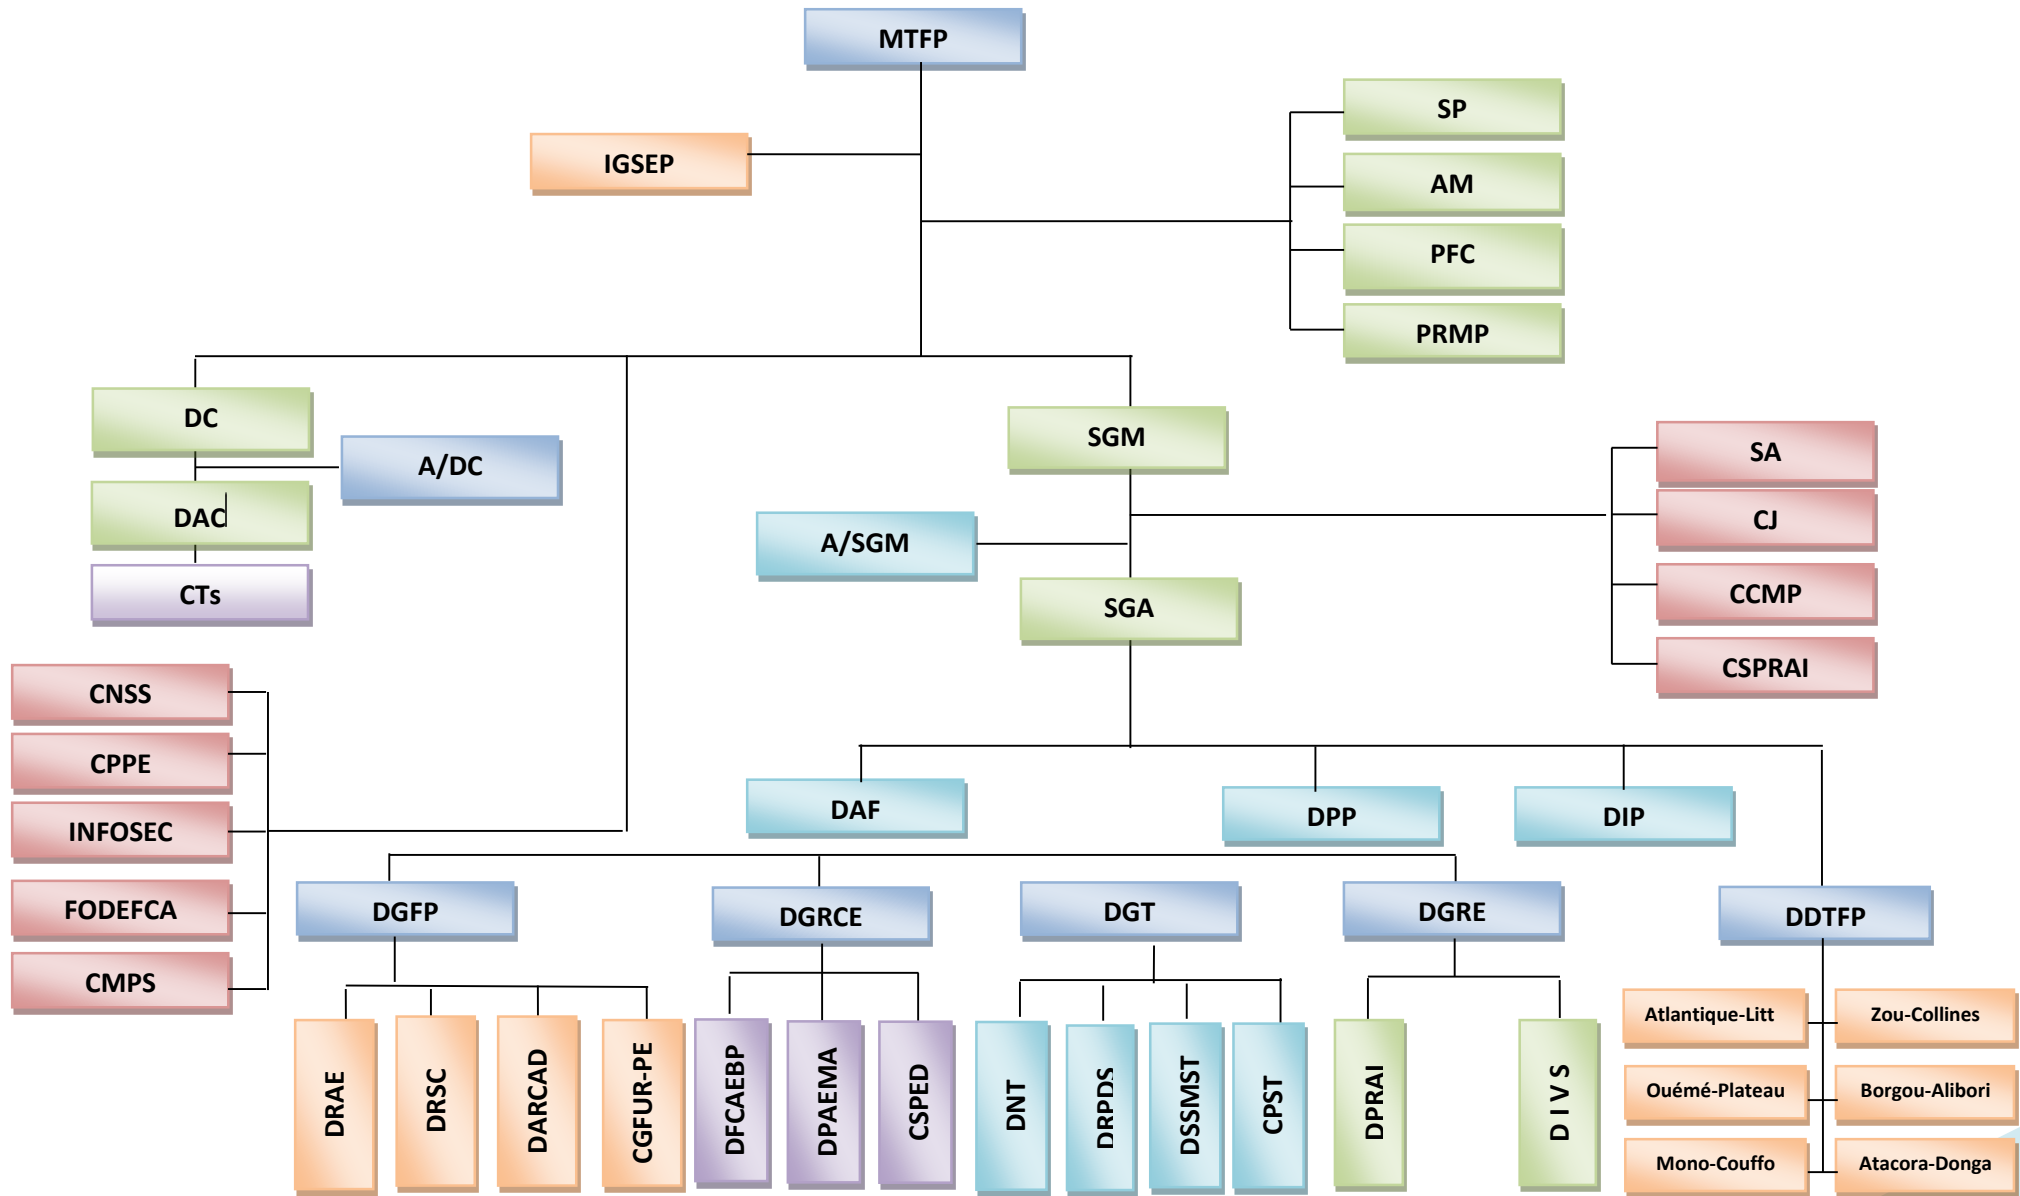 MTFP
SP
IGSEP
AM
PFC
PRMP
DC
A/DC
DAC
CTs
SGM
A/SGM
SGA
SA
CJ
CCMP
CSPRAI
CNSS
CPPE
INFOSEC
FODEFCA
CMPS
DAF
DPP
DIP
DGFP
DGRCE
DGT
DGRE
DDTFP
DRAE
DRSC
DARCAD
CGFUR-PE
DFCAEBP
DPAEMA
CSPED
DNT
DRPDS
DSSMST
CPST
DPRAI
D I V S
Atlantique-Litt
Zou-Collines
Ouémé-Plateau
Borgou-Alibori
Mono-Couffo
Atacora-Donga